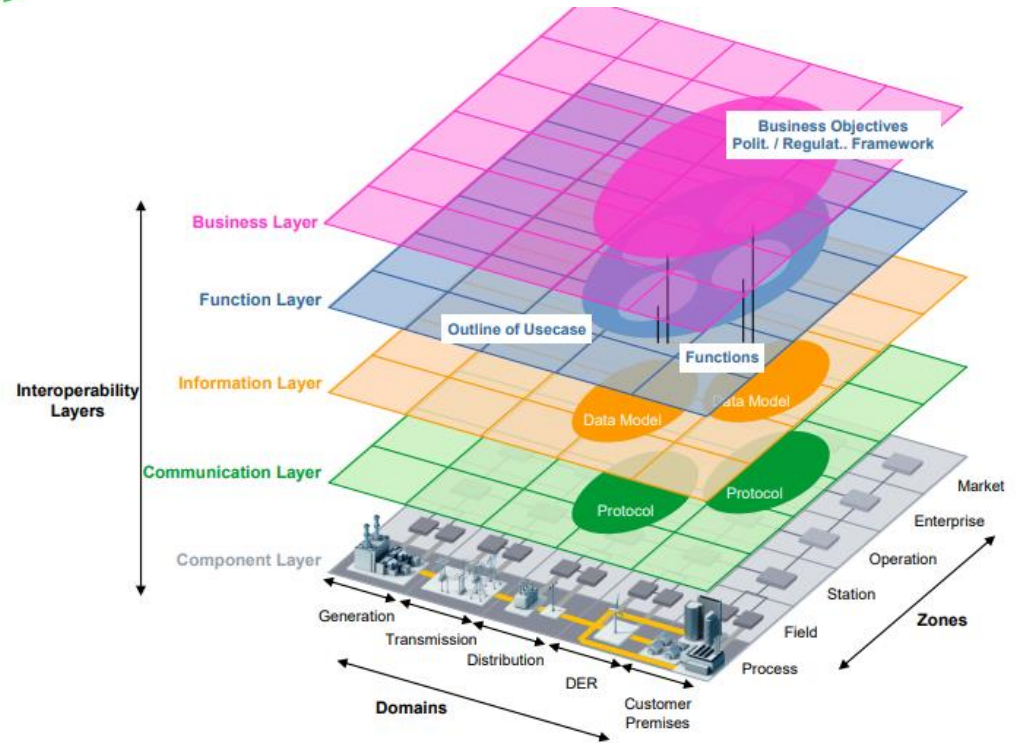 Business Objectives
Polit. / Regulat.. Framework
Business Layer
Function Layer
Outline of Usecase
Functions
Information Layer
Interoperability
Layers
Data Model
Data Model
Communication Layer
Protocol
Protocol
Component Layer
Market
Enterprise
Operation
Station
Field
Process
Zones
Generation
Transmission
Distribution
DER
Customer
Premises
Domains